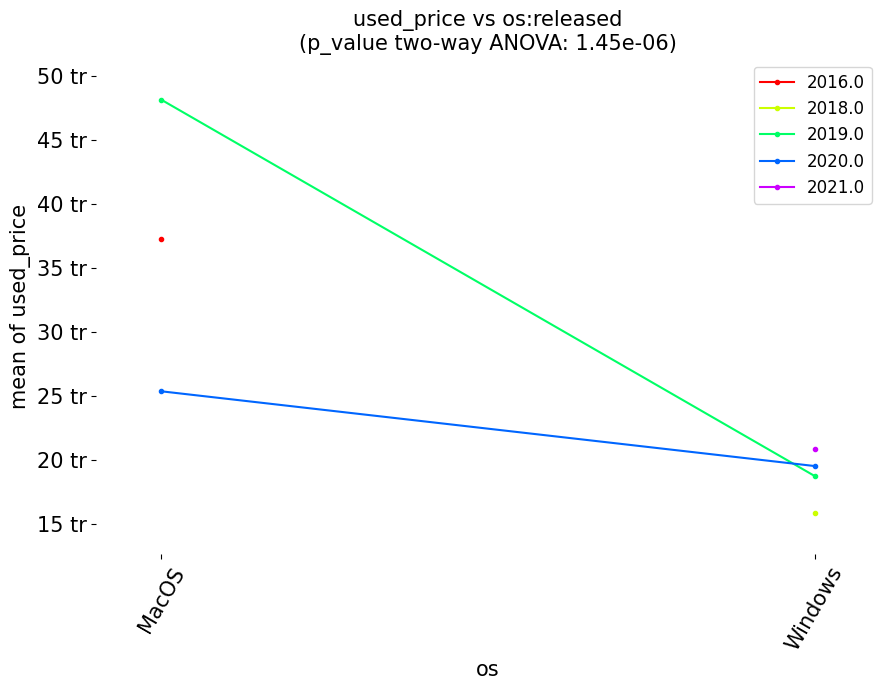 used_price vs os:released
(p_value two-way ANOVA: 1.45e-06)
50 tr
45 tr
40 tr
35 tr
30 tr
25 tr
20 tr
15 tr
mean of used_price
2016.0
2018.0
2019.0
2020.0
2021.0
MacOS
Windows
os